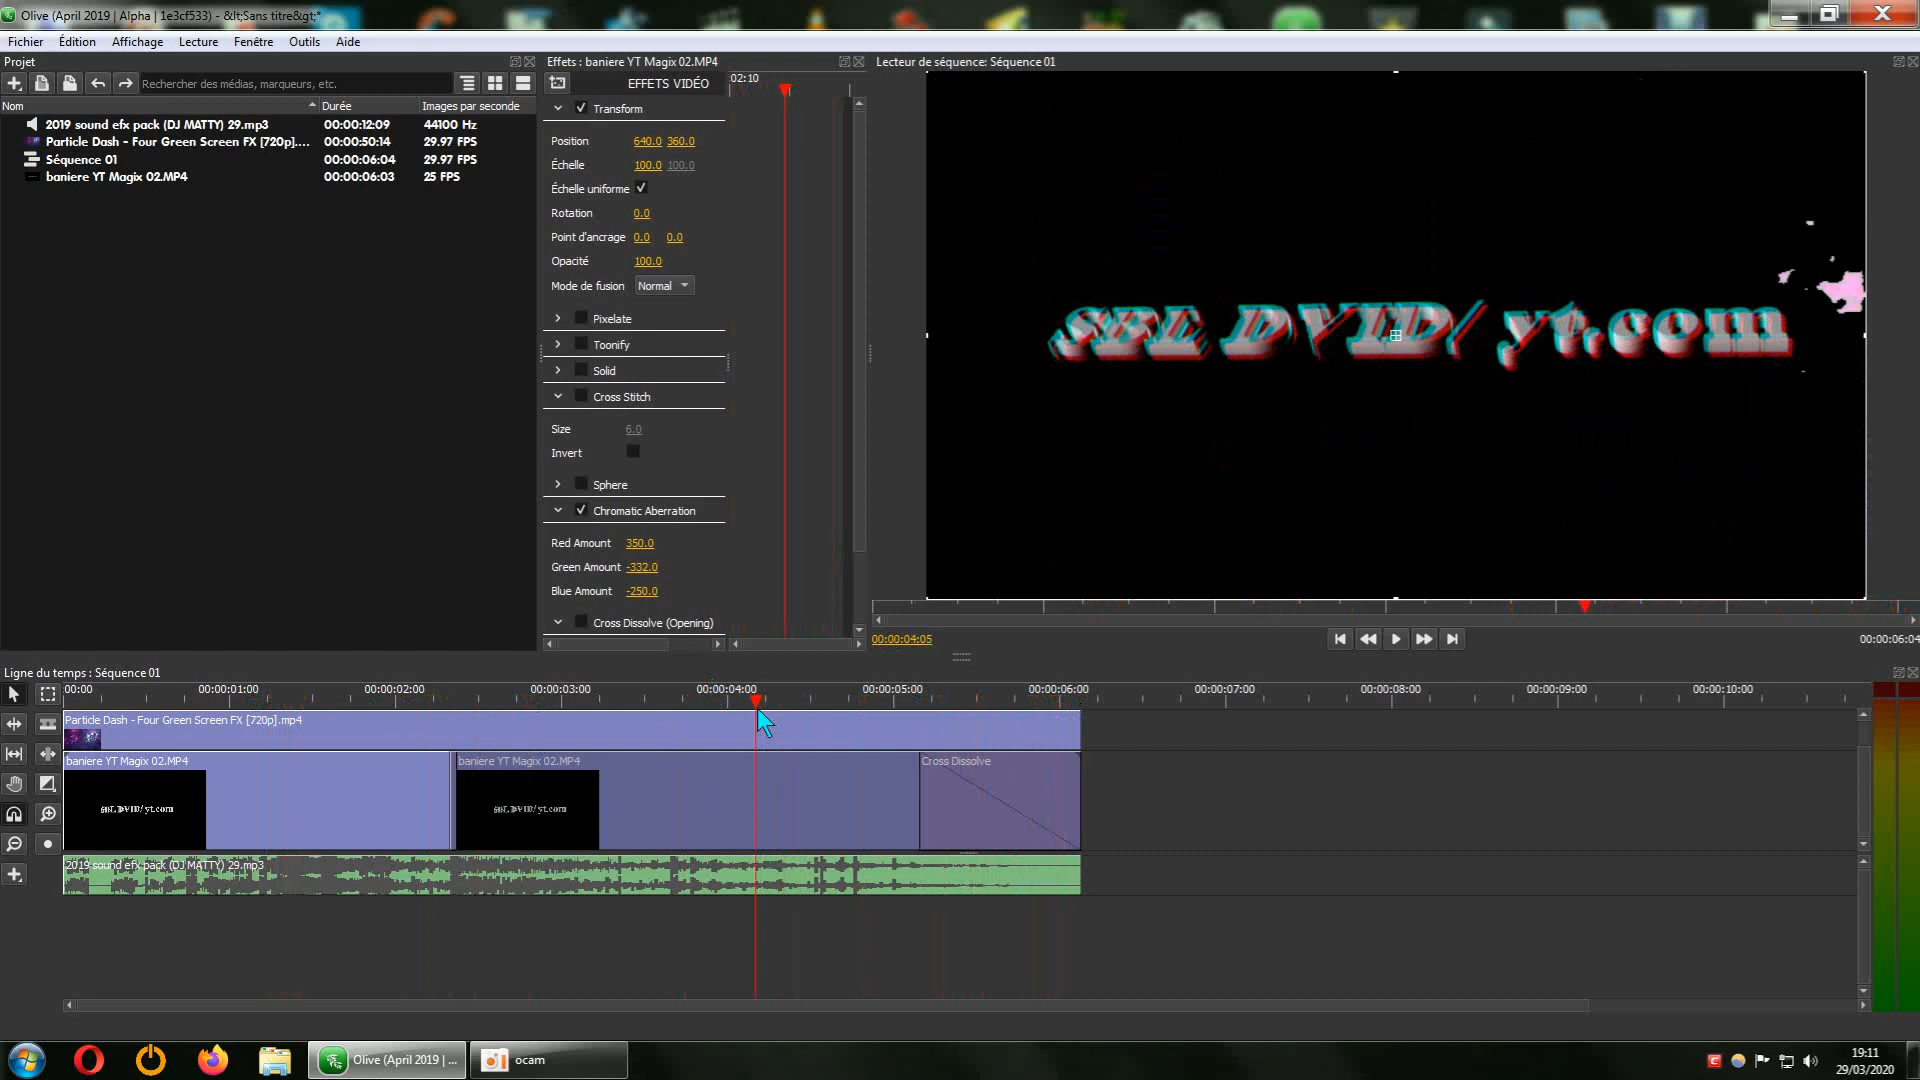 Olive (April 2019 | Alpha | 1e3cf533) - &lt;Sans titre&gt;*
Fichier Édition Affichage Lecture Fenêtre Outils Aide
Projet
Rechercher des médias, marqueurs, etc.
Nom Durée Images par seconde
2019 sound efx pack (DJ MATTY) 29.mp3 00:00:12:09 44100 Hz
Particle Dash - Four Green Screen FX [720p].... 00:00:50:14 29.97 FPS
Séquence 01 00:00:06:04 29.97 FPS
baniere YT Magix 02.MP4 00:00:06:03 25 FPS
Effets : baniere YT Magix 02.MP4
EFFETS VIDÉO
02:10
Transform
Position 640.0 360.0
Échelle 100.0 100.0
Échelle uniforme
Rotation 0.0
Point d'ancrage 0.0 0.0
Opacité 100.0
Mode de fusion Normal
Pixelate
Toonify
Solid
Cross Stitch
Size 6.0
Invert
Sphere
Chromatic Aberration
Red Amount 350.0
Green Amount -332.0
Blue Amount -250.0
Cross Dissolve (Opening)
Lecteur de séquence: Séquence 01
SBL DVID/ yt.com
00:00:04:05
00:00:06:04
Ligne du temps : Séquence 01
00:00 00:00:01:00 00:00:02:00 00:00:03:00 00:00:04:00 00:00:05:00 00:00:06:00 00:00:07:00 00:00:08:00 00:00:09:00 00:00:10:00
Particle Dash - Four Green Screen FX [720p].mp4
baniere YT Magix 02.MP4 baniere YT Magix 02.MP4 Cross Dissolve
SBL DVID/ yt.com SBL DVID/ yt.com
2019 sound efx pack (DJ MATTY) 29.mp3
Olive (April 2019 | ... ocam
19:11
29/03/2020